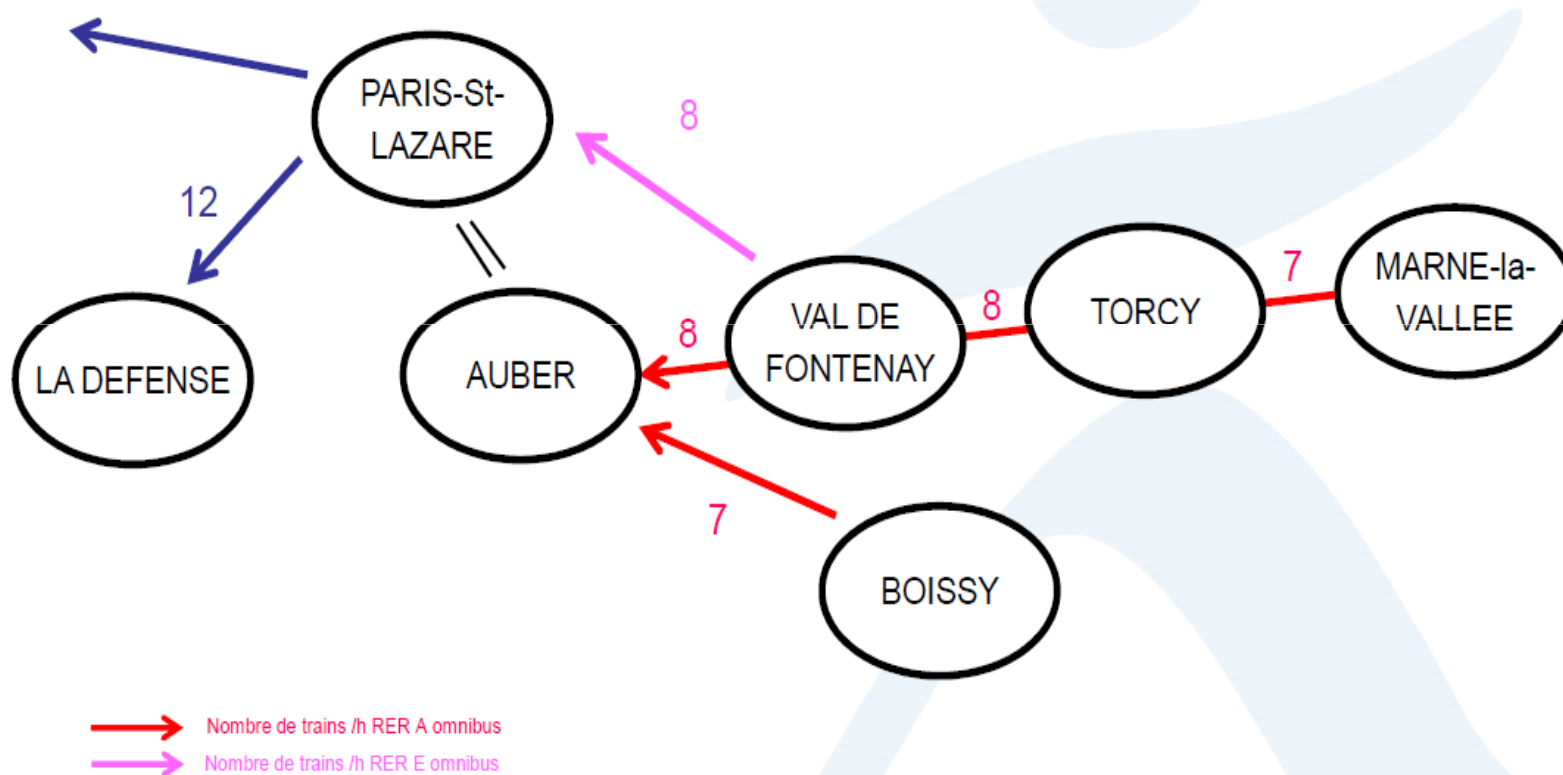 PARIS-St-
LAZARE
8
12
LA DEFENSE
AUBER
8
VAL DE
FONTENAY
8
TORCY
7
MARNE-la-
VALLEE
7
BOISSY
Nombre de trains /h RER A omnibus
Nombre de trains /h RER E omnibus